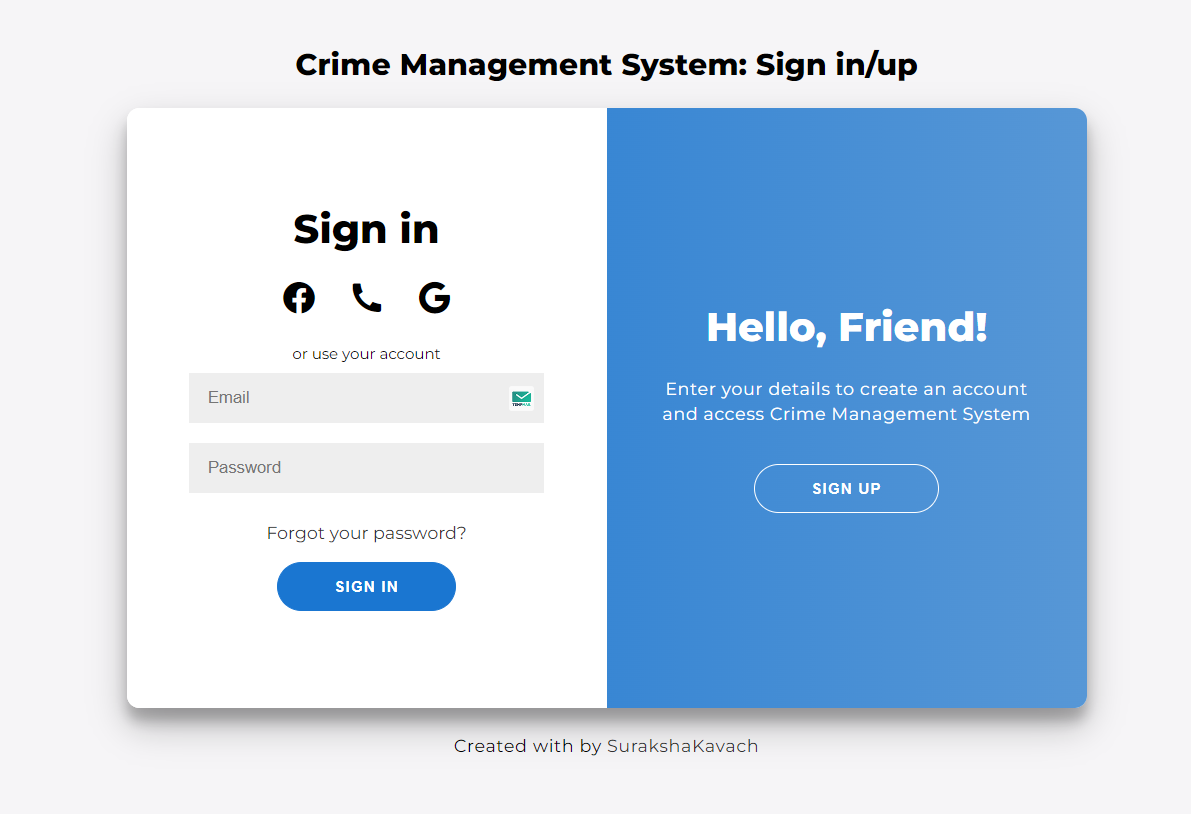 Crime Management System: Sign in/up
Sign in
or use your account
Email
Password
Forgot your password?
SIGN IN
Hello, Friend!
Enter your details to create an account
and access Crime Management System
SIGN UP
Created with by SurakshaKavach